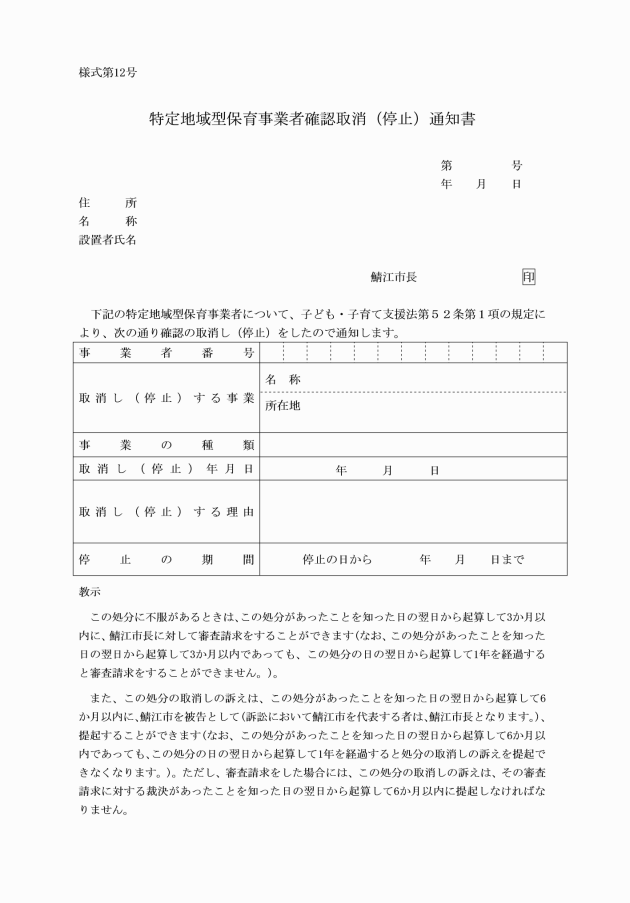 様式第12号
特定地域型保育事業者確認取消（停止）通知書
第　　　　　号
年　　月　　日
住　　　所
名　　　称
設置者氏名
鯖江市長　　　　　　　　　印
下記の特定地域型保育事業者について、子ども・子育て支援法第５２条第１項の規定に
より、次の通り確認の取消し（停止）をしたので通知します。
事業者番号
取消し（停止）する事業
名　称
所在地
事業の種類
取消し（停止）年月日　　　　年　　　月　　　日
取消し（停止）する理由
停止の期間　　　停止の日から　　　　年　　月　　日まで
教示
この処分に不服があるときは、この処分があったことを知った日の翌日から起算して3か月以
内に、鯖江市長に対して審査請求をすることができます(なお、この処分があったことを知った
日の翌日から起算して3か月以内であっても、この処分の日の翌日から起算して1年を経過する
と審査請求をすることができません。)。
また、この処分の取消しの訴えは、この処分があったことを知った日の翌日から起算して6
か月以内に、鯖江市を被告として(訴訟において鯖江市を代表する者は、鯖江市長となります。)、
提起することができます(なお、この処分があったことを知った日の翌日から起算して6か月以
内であっても、この処分の日の翌日から起算して1年を経過すると処分の取消しの訴えを提起で
きなくなります。)。ただし、審査請求をした場合には、この処分の取消しの訴えは、その審査
請求に対する裁決があったことを知った日の翌日から起算して6か月以内に提起しなければな
りません。